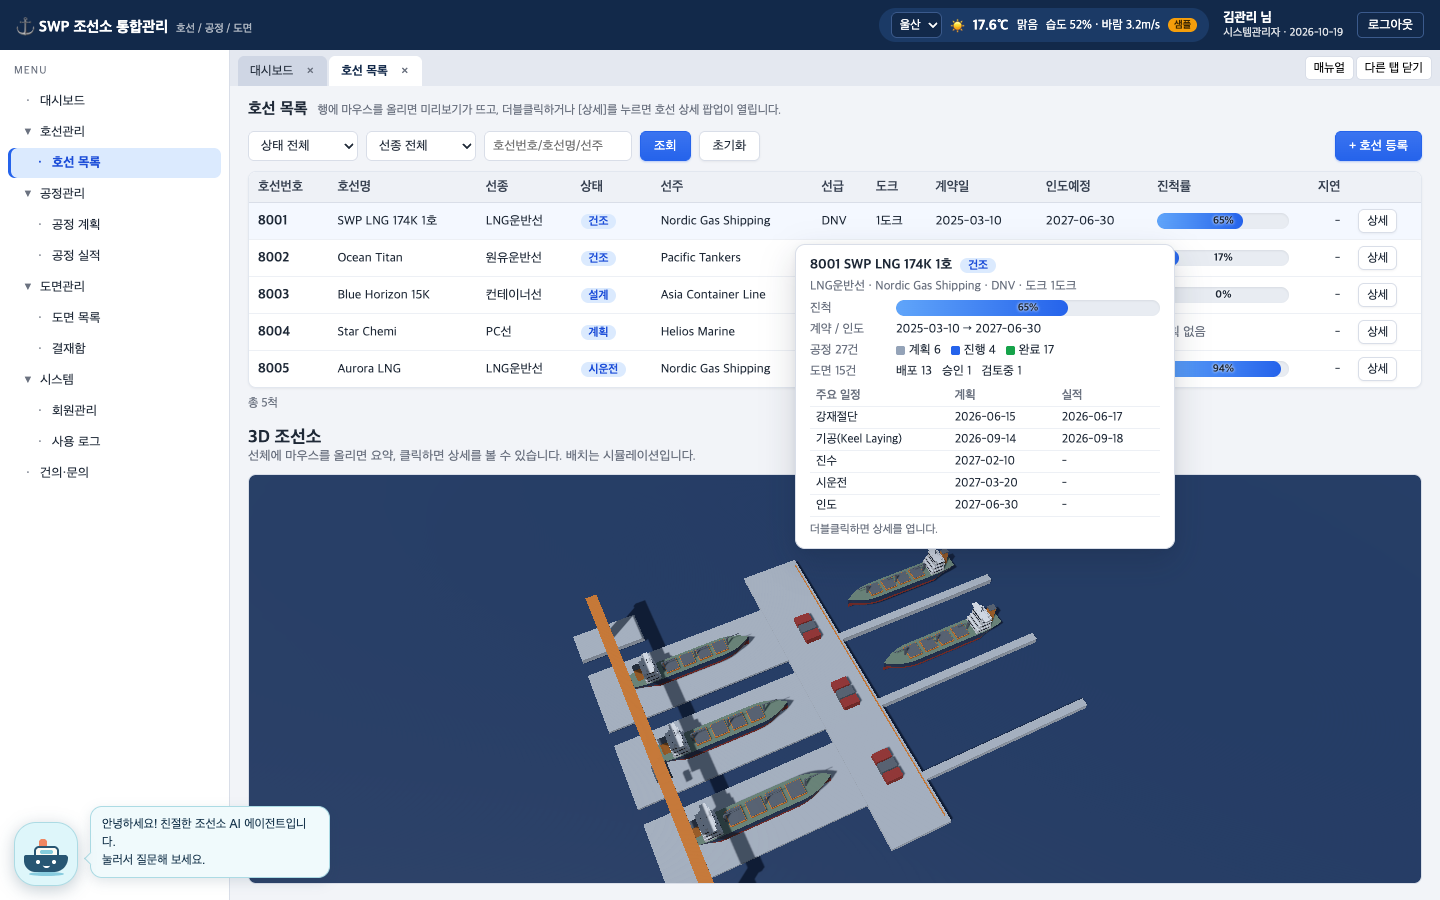 SWP 조선소 통합관리 호선 / 공정 / 도면
울산 17.6℃ 맑음 습도 52% · 바람 3.2m/s 샘플
김관리 님
시스템관리자 · 2026-10-19
로그아웃
MENU
· 대시보드
▼ 호선관리
· 호선 목록
▼ 공정관리
· 공정 계획
· 공정 실적
▼ 도면관리
· 도면 목록
· 결재함
▼ 시스템
· 회원관리
· 사용 로그
· 건의·문의
대시보드 × 호선 목록 ×
매뉴얼 다른 탭 닫기
호선 목록 행에 마우스를 올리면 미리보기가 뜨고, 더블클릭하거나 [상세]를 누르면 호선 상세 팝업이 열립니다.
상태 전체 선종 전체 호선번호/호선명/선주 조회 초기화 + 호선 등록
호선번호 호선명 선종 상태 선주 선급 도크 계약일 인도예정 진척률 지연
8001 SWP LNG 174K 1호 LNG운반선 건조 Nordic Gas Shipping DNV 1도크 2025-03-10 2027-06-30 65% - 상세
8002 Ocean Titan 원유운반선 건조 Pacific Tankers 17% - 상세
8003 Blue Horizon 15K 컨테이너선 설계 Asia Container Line 0% - 상세
8004 Star Chemi PC선 계획 Helios Marine 없음 - 상세
8005 Aurora LNG LNG운반선 시운전 Nordic Gas Shipping 94% - 상세
총 5척
8001 SWP LNG 174K 1호 건조
LNG운반선 · Nordic Gas Shipping · DNV · 도크 1도크
진척 65%
계약 / 인도 2025-03-10 → 2027-06-30
공정 27건 계획 6 진행 4 완료 17
도면 15건 배포 13 승인 1 검토중 1
주요 일정 계획 실적
강재절단 2026-06-15 2026-06-17
기공(Keel Laying) 2026-09-14 2026-09-18
진수 2027-02-10 -
시운전 2027-03-20 -
인도 2027-06-30 -
더블클릭하면 상세를 엽니다.
3D 조선소
선체에 마우스를 올리면 요약, 클릭하면 상세를 볼 수 있습니다. 배치는 시뮬레이션입니다.
안녕하세요! 친절한 조선소 AI 에이전트입니
다.
눌러서 질문해 보세요.